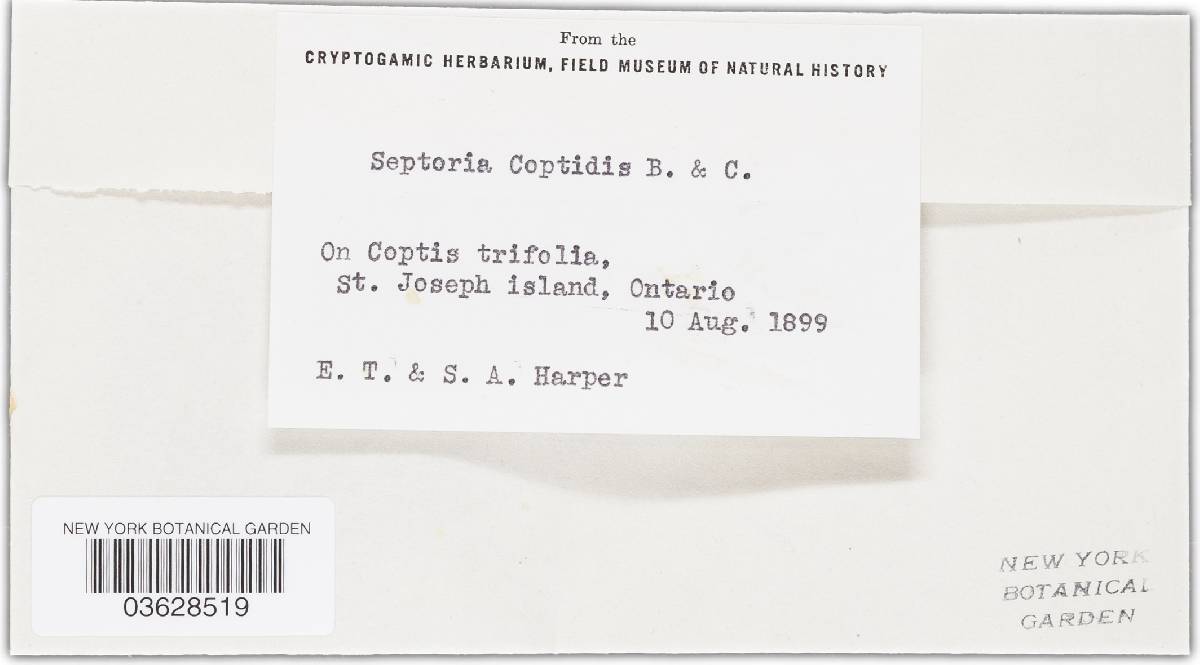 From the
CRYPTOGAMIC HERBARIUM, FIELD MUSEUM OF NATURAL HISTORY
Septoria Coptidis B. & C.
On Coptis trifolia,
St. Joseph island, Ontario
10 Aug. 1899
E. T. & S. A. Harper
NEW YORK BOTANICAL GARDEN
03628519
NEW YORK
BOTANICAL
GARDEN